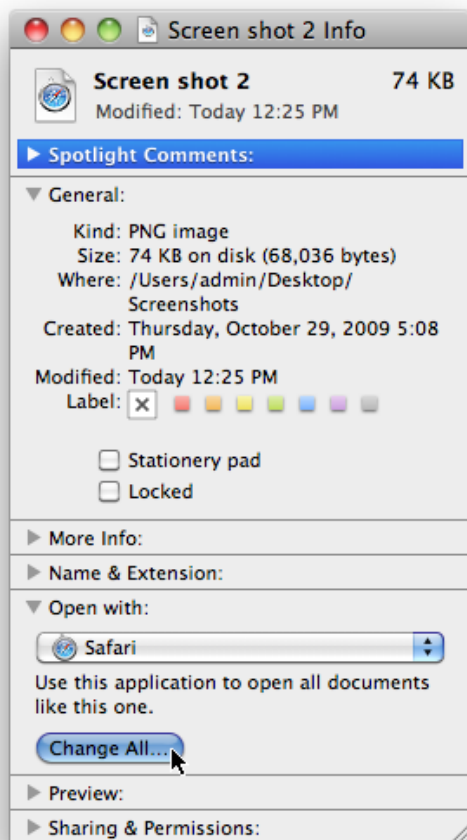 Screen shot 2 Info
Screen shot 2 74 KB
Modified: Today 12:25 PM
Spotlight Comments:
General:
Kind: PNG image
Size: 74 KB on disk (68,036 bytes)
Where: /Users/admin/Desktop/
Screenshots
Created: Thursday, October 29, 2009 5:08
PM
Modified: Today 12:25 PM
Label:
Stationery pad
Locked
More Info:
Name & Extension:
Open with:
Safari
Use this application to open all documents
like this one.
Change All...
Preview:
Sharing & Permissions: